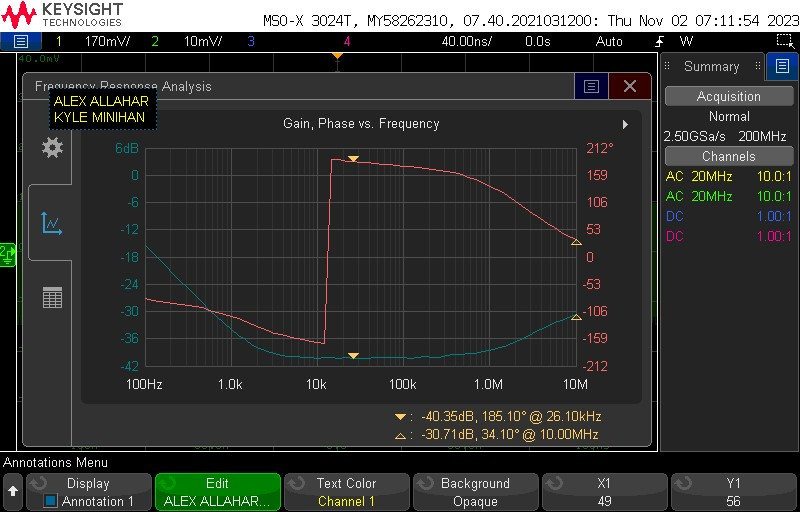 KEYSIGHT
TECHNOLOGIES
MSO-X 3024T, MY58262310, 07.40.2021031200: Thu Nov 02 07:11:54 2023
1 170mV/ 2 10mV/ 3 4 40.00ns/ 0.0s Auto W
40.0mV
Frequency Response Analysis
ALEX ALLAHAR
KYLE MINIHAN
Gain, Phase vs. Frequency
6dB 212°
0 159
-6 106
-12 53
-18 0
-24 -53
-30 -106
-36 -159
-42 -212
100Hz 1.0k 10k 100k 1.0M 10M
: -40.35dB, 185.10° @ 26.10kHz
: -30.71dB, 34.10° @ 10.00MHz
Summary
Acquisition
Normal
2.50GSa/s 200MHz
Channels
AC 20MHz 10.0:1
AC 20MHz 10.0:1
DC 1.00:1
DC 1.00:1
2
Annotations Menu
Display
Annotation 1
Edit
ALEX ALLAHAR...
Text Color
Channel 1
Background
Opaque
X1
49
Y1
56